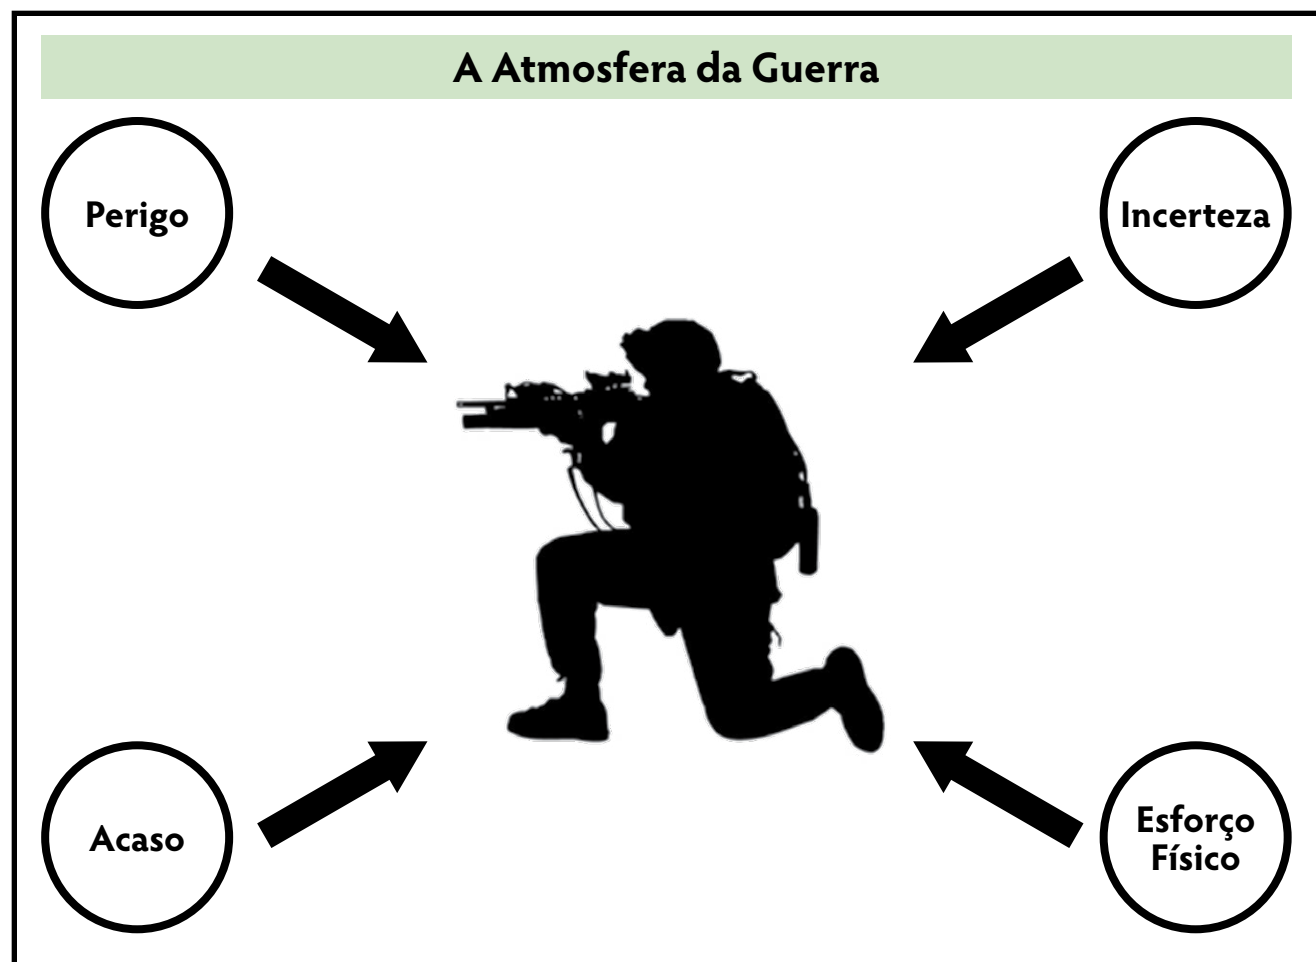 A Atmosfera da Guerra
Perigo
Incerteza
Acaso
Esforço
Físico